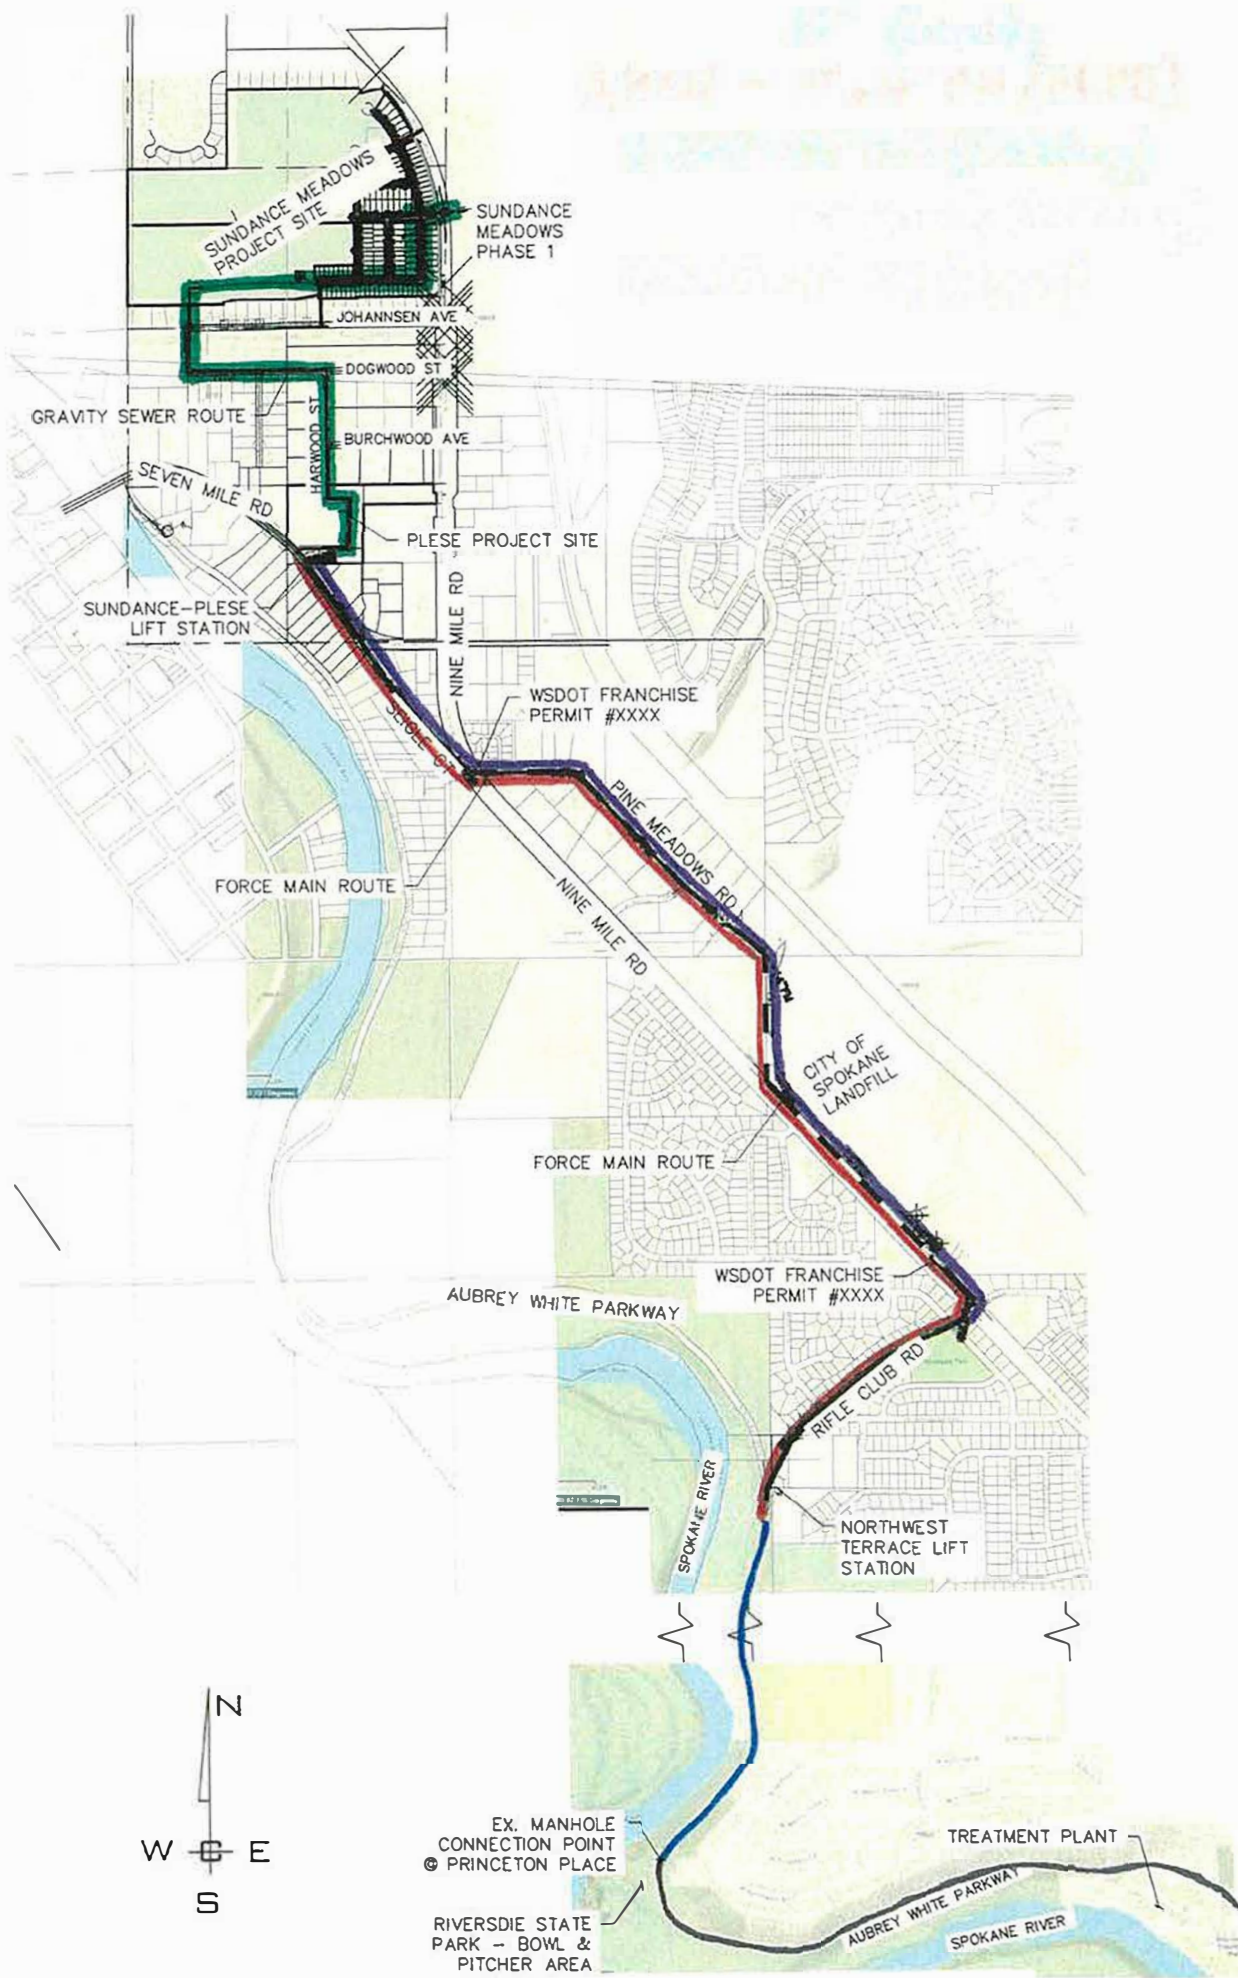 SUNDANCE MEADOWS
PROJECT SITE
SUNDANCE
MEADOWS
PHASE 1
JOHANNSEN AVE
DOGWOOD ST
GRAVITY SEWER ROUTE
HARWOOD ST
BURCHWOOD AVE
SEVEN MILE RD
PLESE PROJECT SITE
SUNDANCE-PLESE
LIFT STATION
NINE MILE RD
WSDOT FRANCHISE
PERMIT #XXXX
SEIGLE CT
PINE MEADOWS RD
FORCE MAIN ROUTE
NINE MILE RD
CITY OF
SPOKANE
LANDFILL
FORCE MAIN ROUTE
WSDOT FRANCHISE
PERMIT #XXXX
AUBREY WHITE PARKWAY
RIFLE CLUB RD
SPOKANE RIVER
NORTHWEST
TERRACE LIFT
STATION
N
W E
S
EX. MANHOLE
CONNECTION POINT
@ PRINCETON PLACE
TREATMENT PLANT
RIVERSDIE STATE
PARK - BOWL &
PITCHER AREA
AUBREY WHITE PARKWAY
SPOKANE RIVER